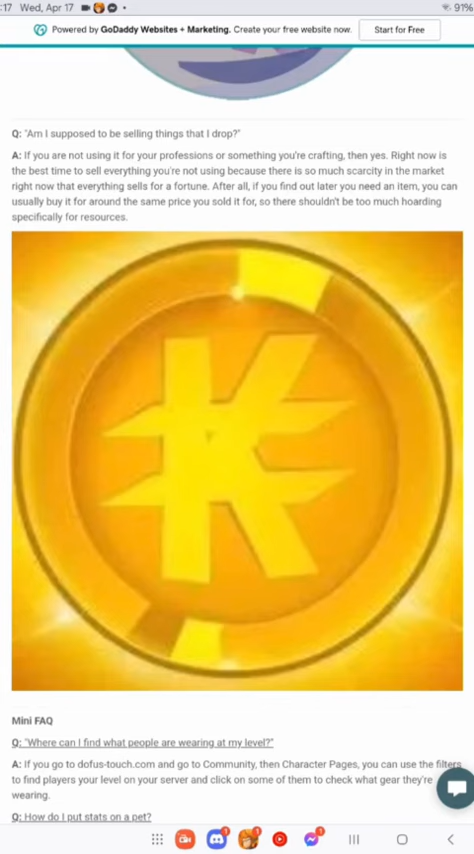 :17 Wed, Apr 17 91%
Powered by GoDaddy Websites + Marketing. Create your free website now. Start for Free
Q: "Am I supposed to be selling things that I drop?"
A: If you are not using it for your professions or something you're crafting, then yes. Right now is
the best time to sell everything you're not using because there is so much scarcity in the market
right now that everything sells for a fortune. After all, if you find out later you need an item, you can
usually buy it for around the same price you sold it for, so there shouldn't be too much hoarding
specifically for resources.
Mini FAQ
Q: "Where can I find what people are wearing at my level?"
A: If you go to dofus-touch.com and go to Community, then Character Pages, you can use the filters
to find players your level on your server and click on some of them to check what gear they're
wearing.
Q: How do I put stats on a pet?